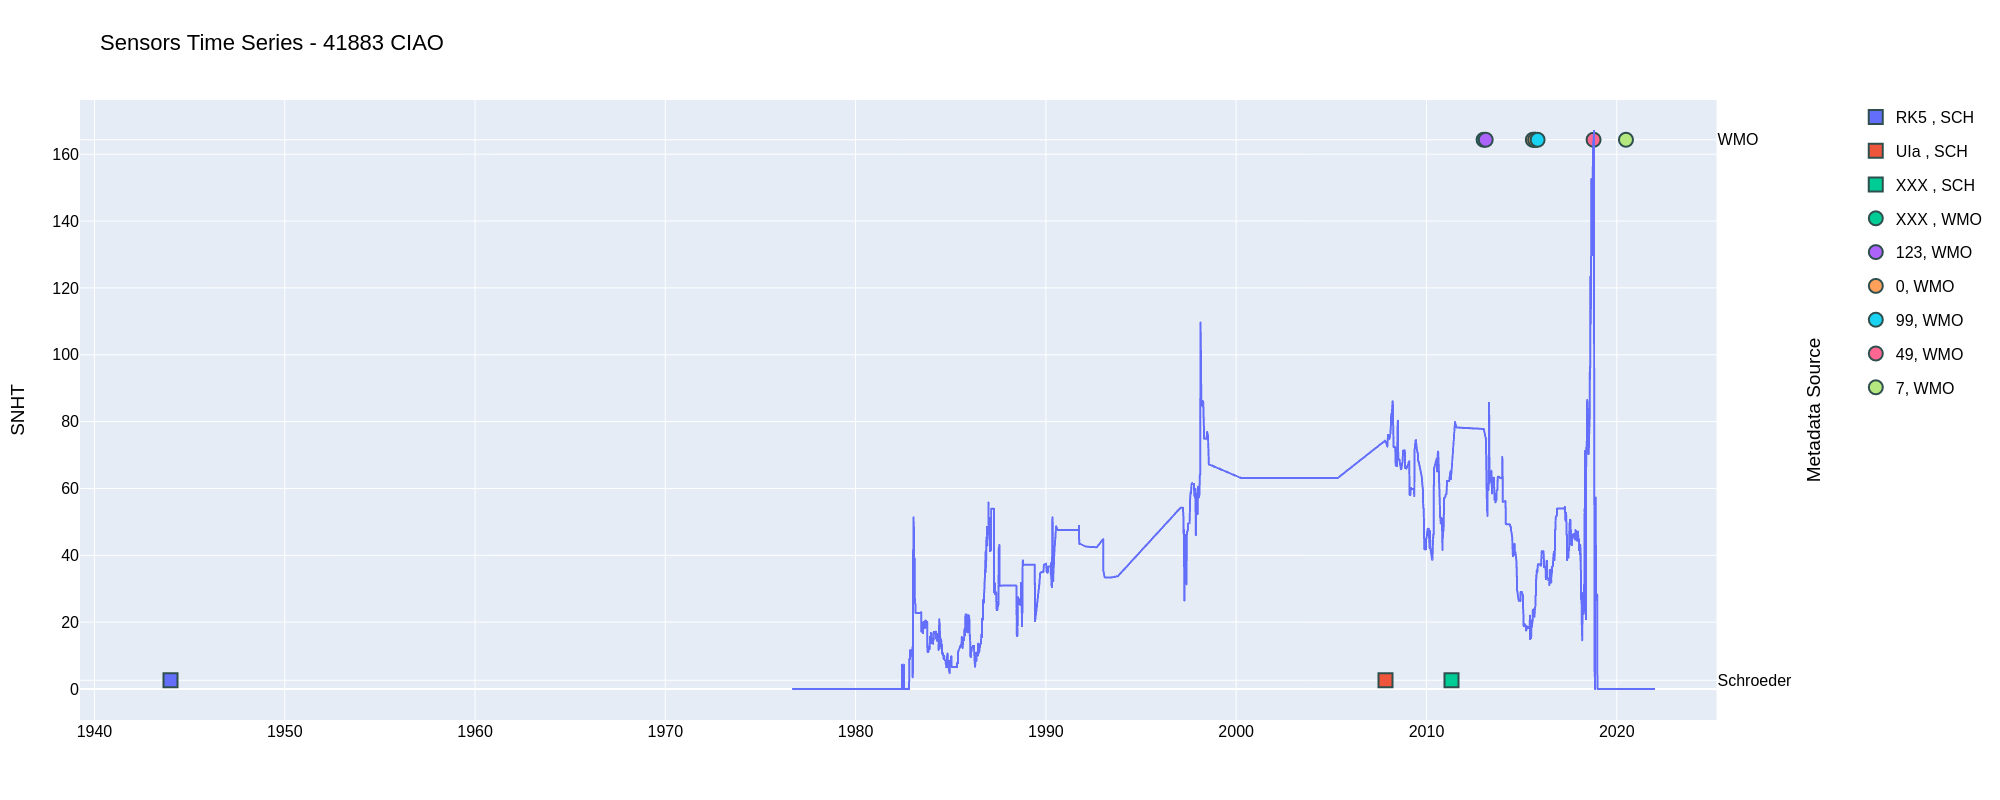 Sensors Time Series - 41883 CIAO
SNHT
160
140
120
100
80
60
40
20
0
1940 1950 1960 1970 1980 1990 2000 2010 2020
WMO
Schroeder
Metadata Source
RK5 , SCH
UIa , SCH
XXX , SCH
XXX , WMO
123, WMO
0, WMO
99, WMO
49, WMO
7, WMO